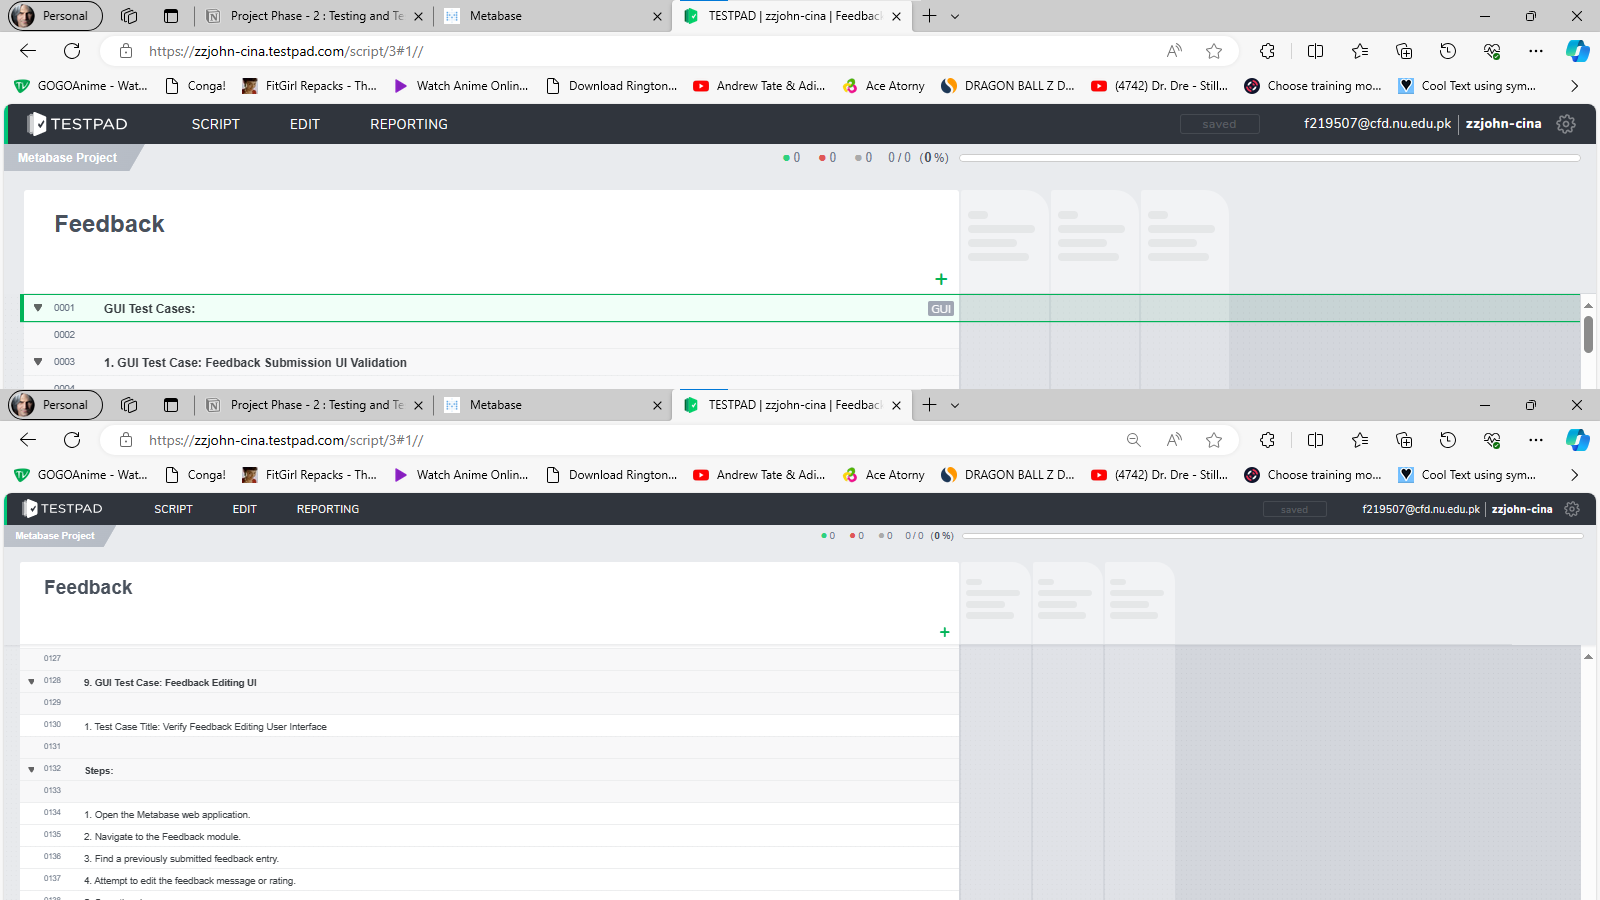 Personal
Project Phase - 2 : Testing and Te
Metabase
TESTPAD | zzjohn-cina | Feedback
https://zzjohn-cina.testpad.com/script/3#1//
GOGOAnime - Wat...
Conga!
FitGirl Repacks - Th...
Watch Anime Onlin...
Download Rington...
Andrew Tate & Adi...
Ace Atorny
DRAGON BALL Z D...
(4742) Dr. Dre - Still...
Choose training mo...
Cool Text using sym...
TESTPAD
SCRIPT
EDIT
REPORTING
saved
f219507@cfd.nu.edu.pk
zzjohn-cina
Metabase Project
0 0 0 0 / 0 (0 %)
Feedback
+
0001 GUI Test Cases: GUI
0002
0003 1. GUI Test Case: Feedback Submission UI Validation
0004
Personal
Project Phase - 2 : Testing and Te
Metabase
TESTPAD | zzjohn-cina | Feedback
https://zzjohn-cina.testpad.com/script/3#1//
GOGOAnime - Wat...
Conga!
FitGirl Repacks - Th...
Watch Anime Onlin...
Download Rington...
Andrew Tate & Adi...
Ace Atorny
DRAGON BALL Z D...
(4742) Dr. Dre - Still...
Choose training mo...
Cool Text using sym...
TESTPAD
SCRIPT
EDIT
REPORTING
saved
f219507@cfd.nu.edu.pk
zzjohn-cina
Metabase Project
0 0 0 0 / 0 (0 %)
Feedback
+
0127
0128 9. GUI Test Case: Feedback Editing UI
0129
0130 1. Test Case Title: Verify Feedback Editing User Interface
0131
0132 Steps:
0133
0134 1. Open the Metabase web application.
0135 2. Navigate to the Feedback module.
0136 3. Find a previously submitted feedback entry.
0137 4. Attempt to edit the feedback message or rating.